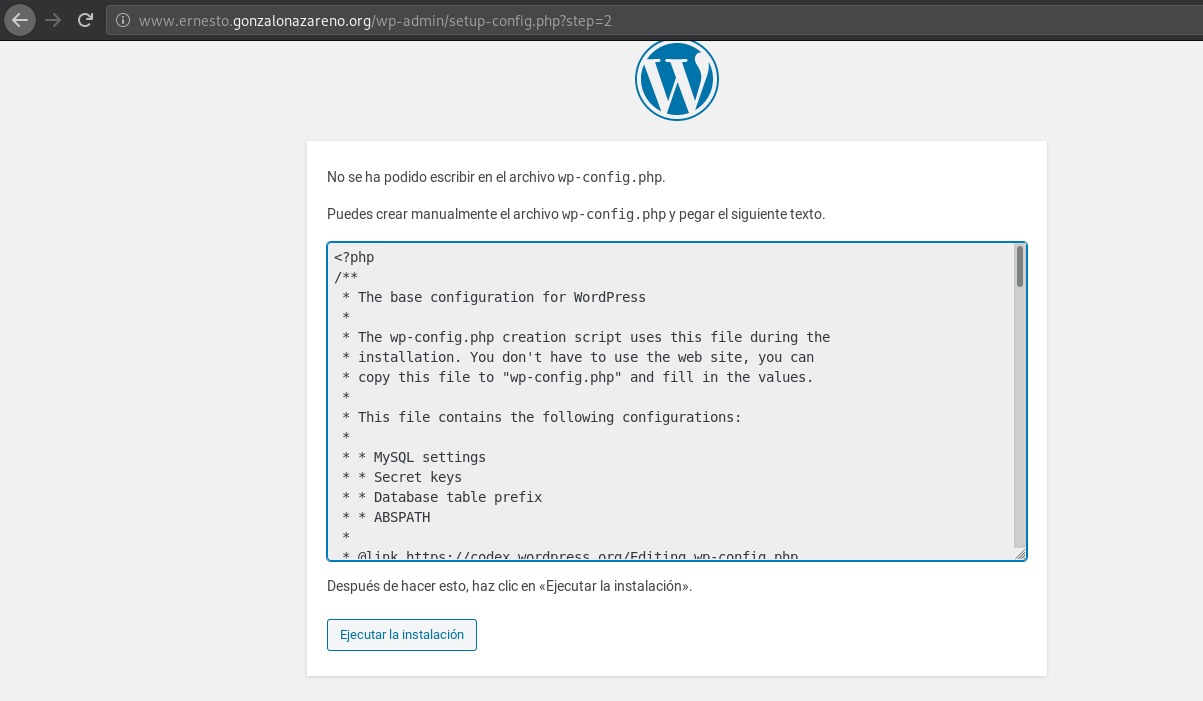 www.ernesto.gonzalonazareno.org/wp-admin/setup-config.php?step=2
No se ha podido escribir en el archivo wp-config.php.
Puedes crear manualmente el archivo wp-config.php y pegar el siguiente texto.
<?php
/**
 * The base configuration for WordPress
 *
 * The wp-config.php creation script uses this file during the
 * installation. You don't have to use the web site, you can
 * copy this file to "wp-config.php" and fill in the values.
 *
 * This file contains the following configurations:
 *
 * * MySQL settings
 * * Secret keys
 * * Database table prefix
 * * ABSPATH
 *
 * @link https://codex.wordpress.org/Editing_wp-config.php
Después de hacer esto, haz clic en «Ejecutar la instalación».
Ejecutar la instalación